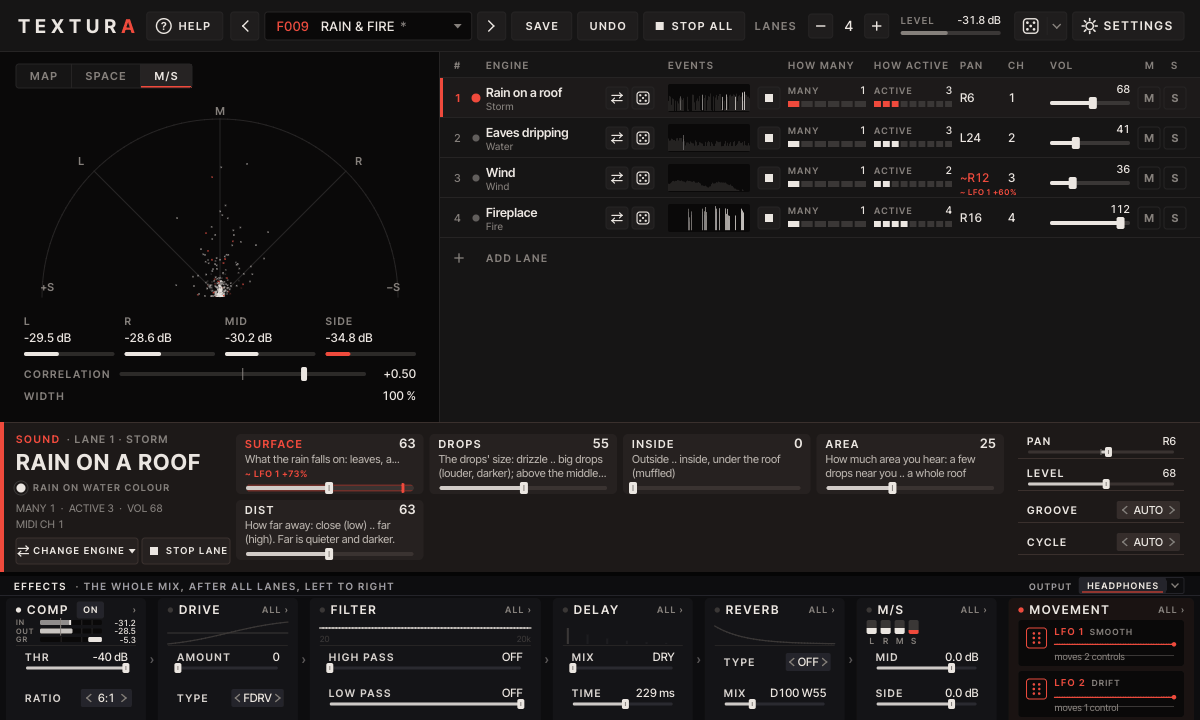 TEXTURA
HELP
F009 RAIN & FIRE *
SAVE
UNDO
STOP ALL
LANES
4
LEVEL -31.8 dB
SETTINGS
MAP SPACE M/S
M
L
R
+S
−S
L R MID SIDE
-29.5 dB -28.6 dB -30.2 dB -34.8 dB
CORRELATION +0.50
WIDTH 100 %
# ENGINE EVENTS HOW MANY HOW ACTIVE PAN CH VOL M S
1 Rain on a roof MANY 1 ACTIVE 3 R6 1 68 M S
Storm
2 Eaves dripping MANY 1 ACTIVE 3 L24 2 41 M S
Water
3 Wind MANY 1 ACTIVE 2 ~R12 3 36 M S
Wind ~ LFO 1 +60%
4 Fireplace MANY 1 ACTIVE 4 R16 4 112 M S
Fire
+ ADD LANE
SOUND · LANE 1 · STORM
RAIN ON A ROOF
RAIN ON WATER COLOUR
MANY 1 · ACTIVE 3 · VOL 68
MIDI CH 1
CHANGE ENGINE
STOP LANE
SURFACE 63
What the rain falls on: leaves, a...
~ LFO 1 +73%
DROPS 55
The drops' size: drizzle .. big drops
(louder, darker); above the middle...
INSIDE 0
Outside .. inside, under the roof
(muffled)
AREA 25
How much area you hear: a few
drops near you .. a whole roof
DIST 63
How far away: close (low) .. far
(high). Far is quieter and darker.
PAN R6
LEVEL 68
GROOVE < AUTO >
CYCLE < AUTO >
EFFECTS · THE WHOLE MIX, AFTER ALL LANES, LEFT TO RIGHT
OUTPUT HEADPHONES
COMP ON ›
IN -31.2
OUT -28.5
GR -5.3
THR -40 dB
RATIO < 6:1 >
DRIVE ALL ›
AMOUNT 0
TYPE < FDRV >
FILTER ALL ›
20 20k
HIGH PASS OFF
LOW PASS OFF
DELAY ALL ›
MIX DRY
TIME 229 ms
REVERB ALL ›
TYPE < OFF >
MIX D100 W55
M/S ALL ›
L R M S
MID 0.0 dB
SIDE 0.0 dB
MOVEMENT ALL ›
LFO 1 SMOOTH
moves 2 controls
LFO 2 DRIFT
moves 1 control